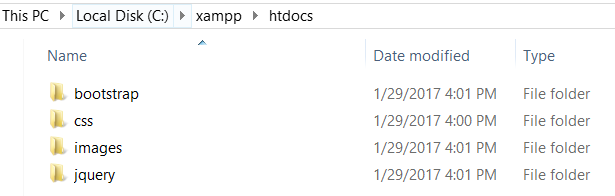 This PC Local Disk (C:) xampp htdocs
Name Date modified Type
bootstrap 1/29/2017 4:01 PM File folder
css 1/29/2017 4:00 PM File folder
images 1/29/2017 4:01 PM File folder
jquery 1/29/2017 4:01 PM File folder